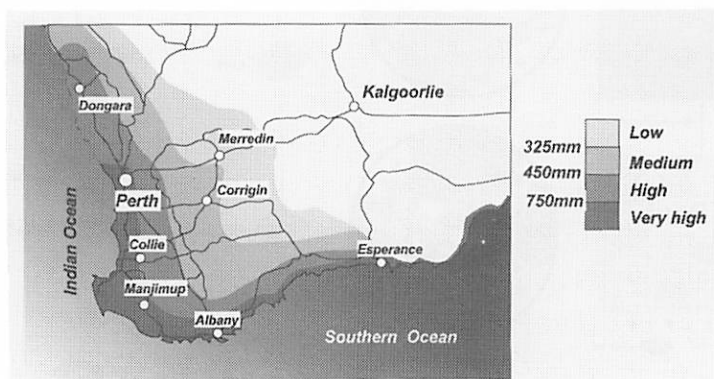 Kalgoorlie
Dongara
Merredin
Perth
Corrigin
Indian Ocean
Collie
Esperance
Manjimup
Albany
Southern Ocean
Low
325mm
Medium
450mm
High
750mm
Very high